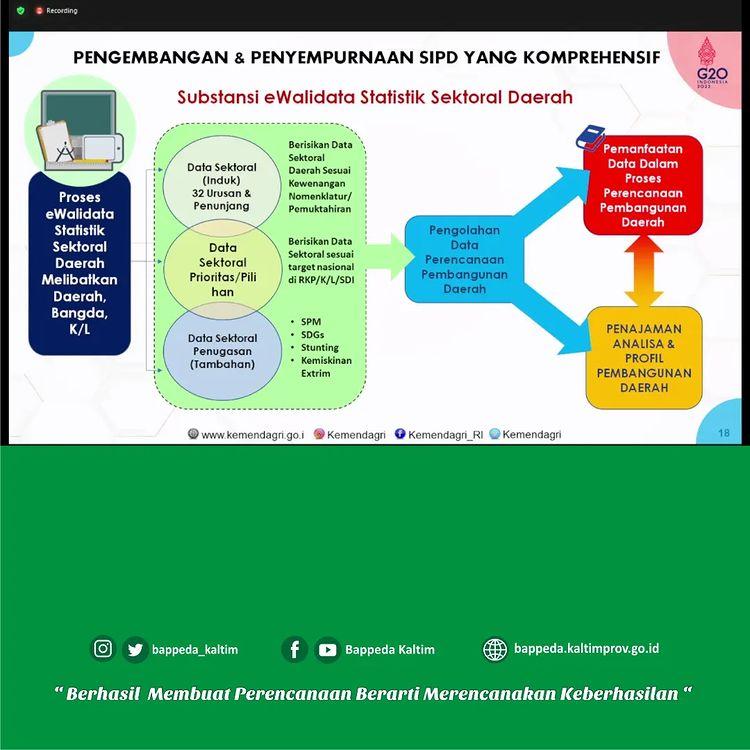 Recording
PENGEMBANGAN & PENYEMPURNAAN SIPD YANG KOMPREHENSIF
G20
INDONESIA
2022
Substansi eWalidata Statistik Sektoral Daerah
Proses
eWalidata
Statistik
Sektoral
Daerah
Melibatkan
Daerah,
Bangda,
K/L
Data Sektoral
(Induk)
32 Urusan &
Penunjang
Berisikan Data
Sektoral
Daerah Sesuai
Kewenangan
Nomenklatur/
Pemuktahiran
Data
Sektoral
Prioritas/Pili
han
Berisikan Data
Sektoral sesuai
target nasional
di RKP/K/L/SDI
Data Sektoral
Penugasan
(Tambahan)
• SPM
• SDGs
• Stunting
• Kemiskinan
Extrim
Pengolahan
Data
Perencanaan
Pembangunan
Daerah
Pemanfaatan
Data Dalam
Proses
Perencanaan
Pembangunan
Daerah
PENAJAMAN
ANALISA &
PROFIL
PEMBANGUNAN
DAERAH
www.kemendagri.go.i Kemendagri Kemendagri_RI Kemendagri
18
bappeda_kaltim Bappeda Kaltim bappeda.kaltimprov.go.id
“ Berhasil Membuat Perencanaan Berarti Merencanakan Keberhasilan “